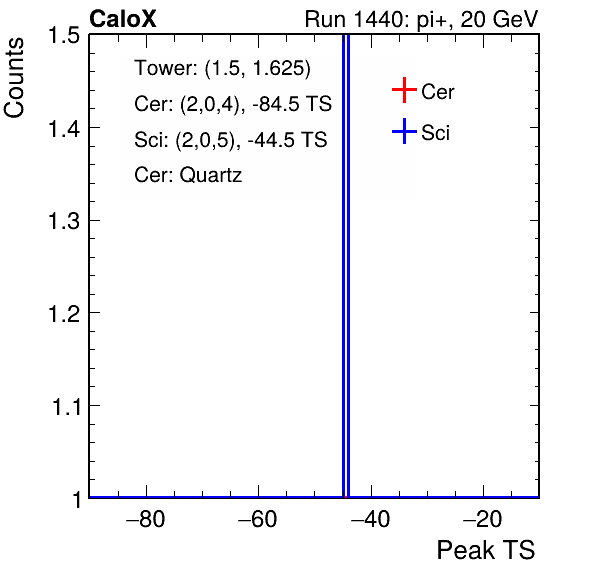 CaloX Run 1440: pi+, 20 GeV
Counts
1.5
1.4
1.3
1.2
1.1
1
Tower: (1.5, 1.625)
Cer: (2,0,4), -84.5 TS
Sci: (2,0,5), -44.5 TS
Cer: Quartz
Cer
Sci
−80 −60 −40 −20
Peak TS